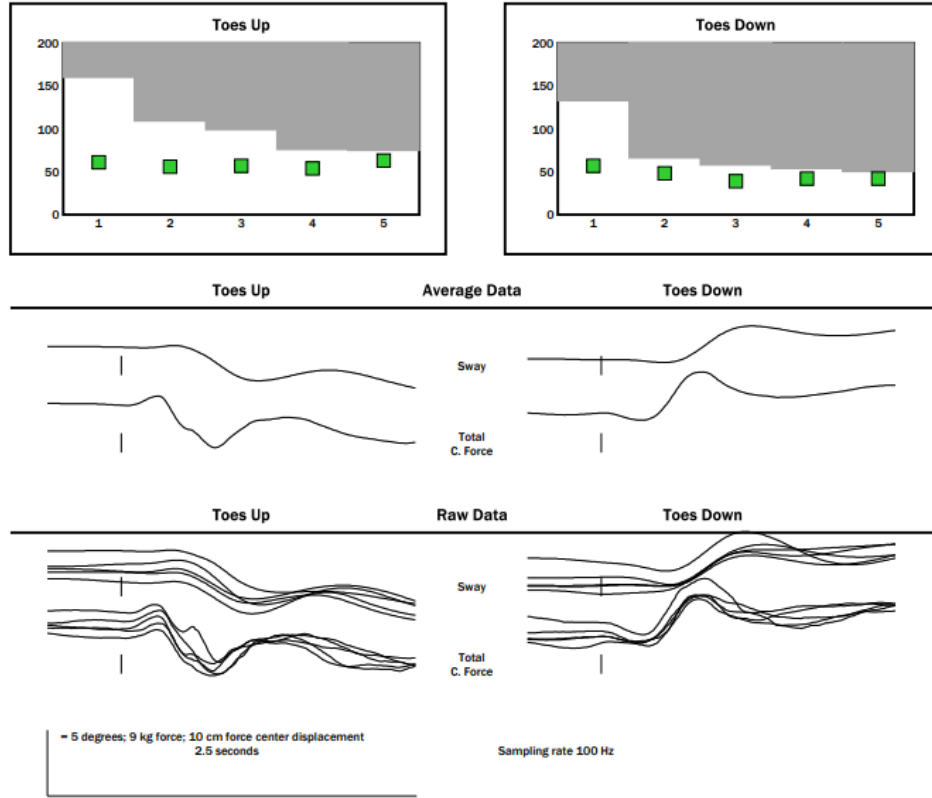 Toes Up
Toes Down
200
150
100
50
0
1 2 3 4 5
200
150
100
50
0
1 2 3 4 5
Toes Up Average Data Toes Down
Sway
Total
C. Force
Toes Up Raw Data Toes Down
Sway
Total
C. Force
= 5 degrees; 9 kg force; 10 cm force center displacement
2.5 seconds Sampling rate 100 Hz